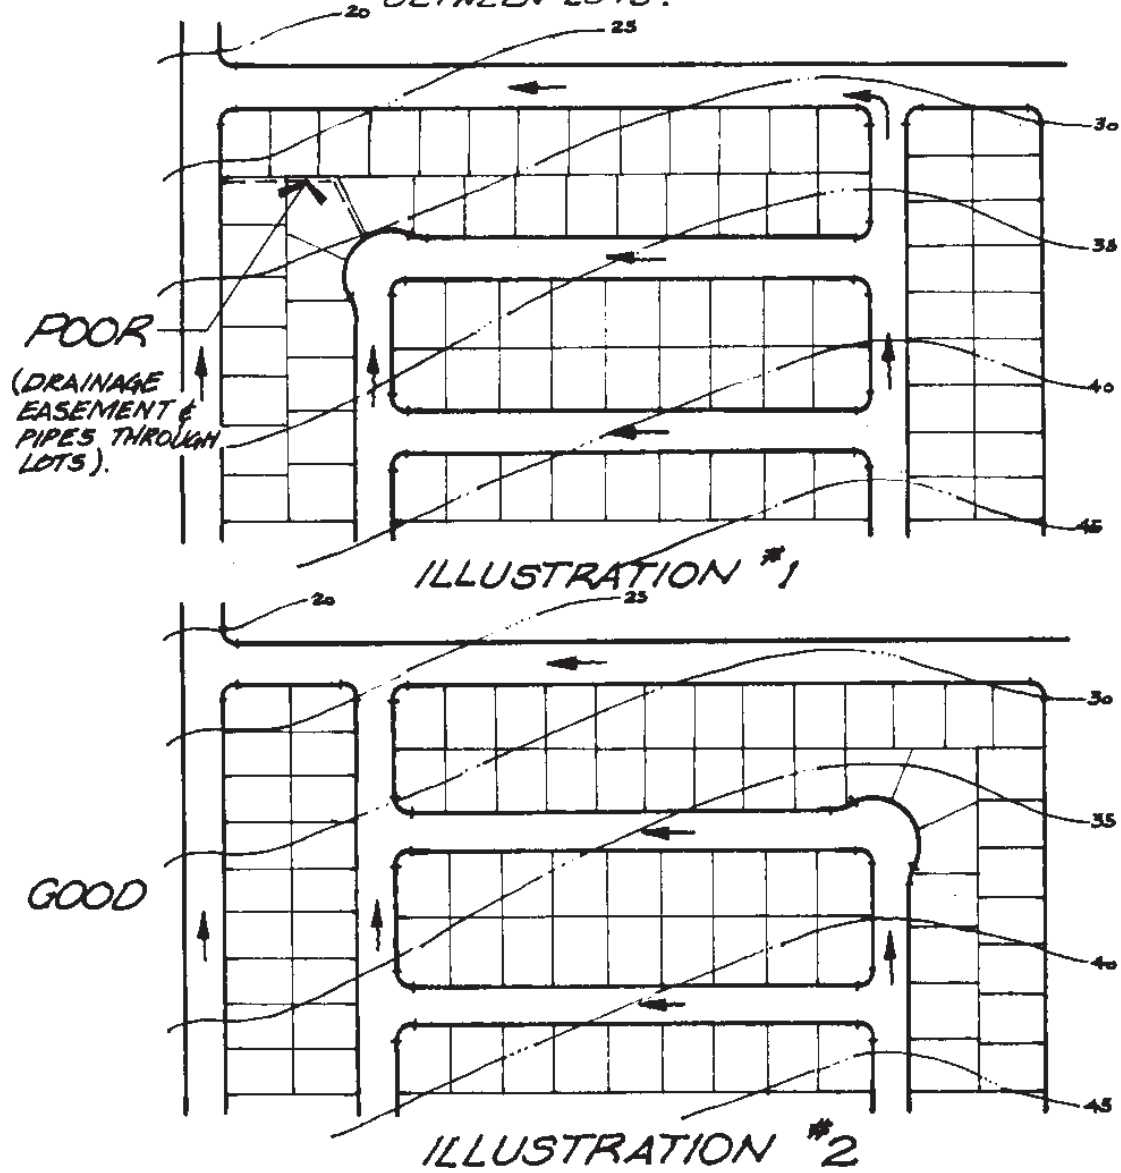 BETWEEN LOTS.
20
25
30
POOR
(DRAINAGE
EASEMENT &
PIPES THROUGH
LOTS).
35
40
45
ILLUSTRATION #1
20
25
30
35
GOOD
40
45
ILLUSTRATION #2